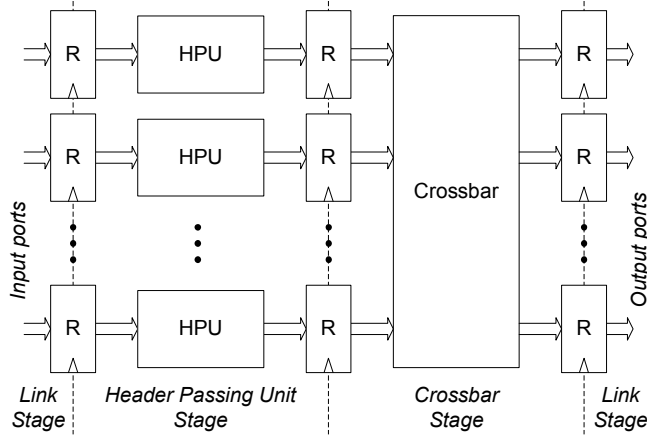 R
HPU
R
R
R
HPU
R
Crossbar
R
Input ports
Output ports
R
HPU
R
R
Link
Stage
Header Passing Unit
Stage
Crossbar
Stage
Link
Stage